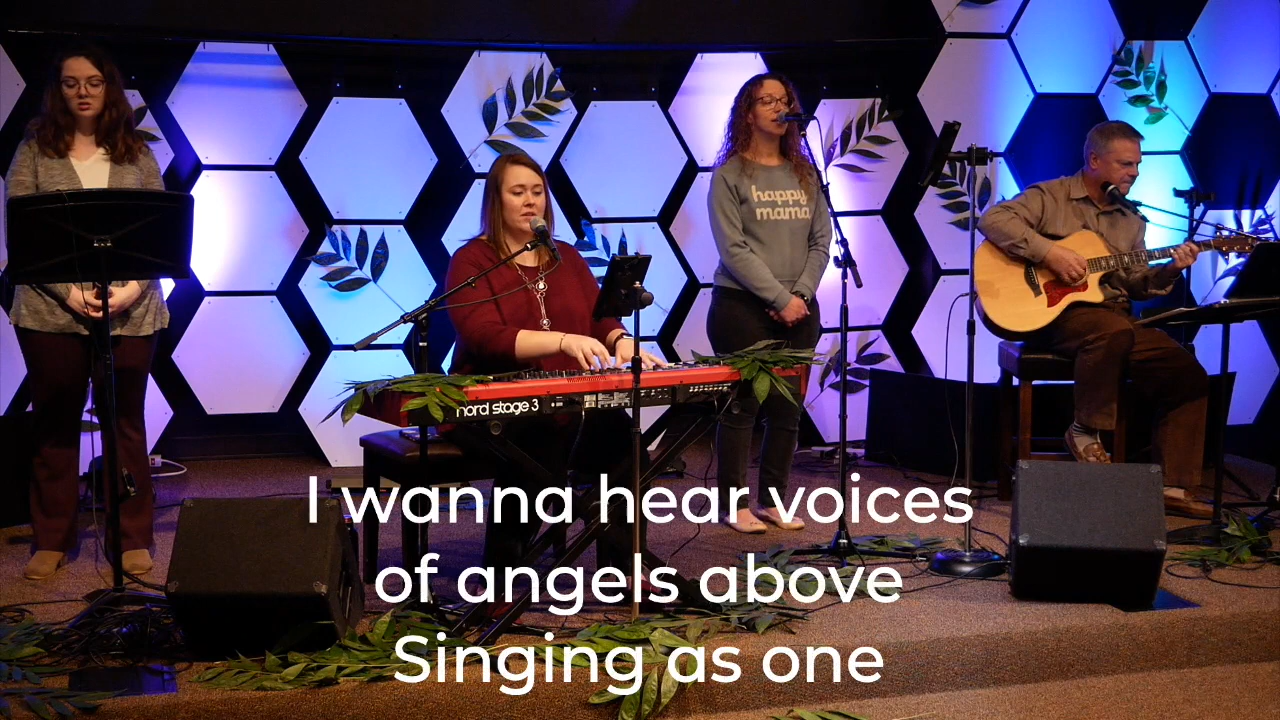 happy
mama
nord stage 3
I wanna hear voices
of angels above
Singing as one